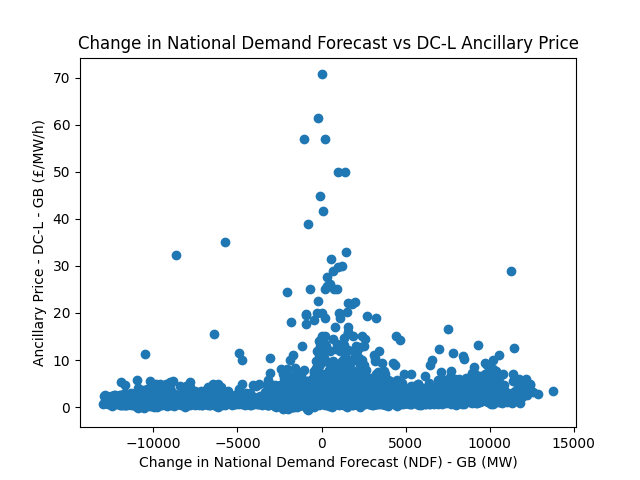 Change in National Demand Forecast vs DC-L Ancillary Price
70
60
50
40
30
20
10
0
Ancillary Price - DC-L - GB (£/MW/h)
−10000 −5000 0 5000 10000 15000
Change in National Demand Forecast (NDF) - GB (MW)